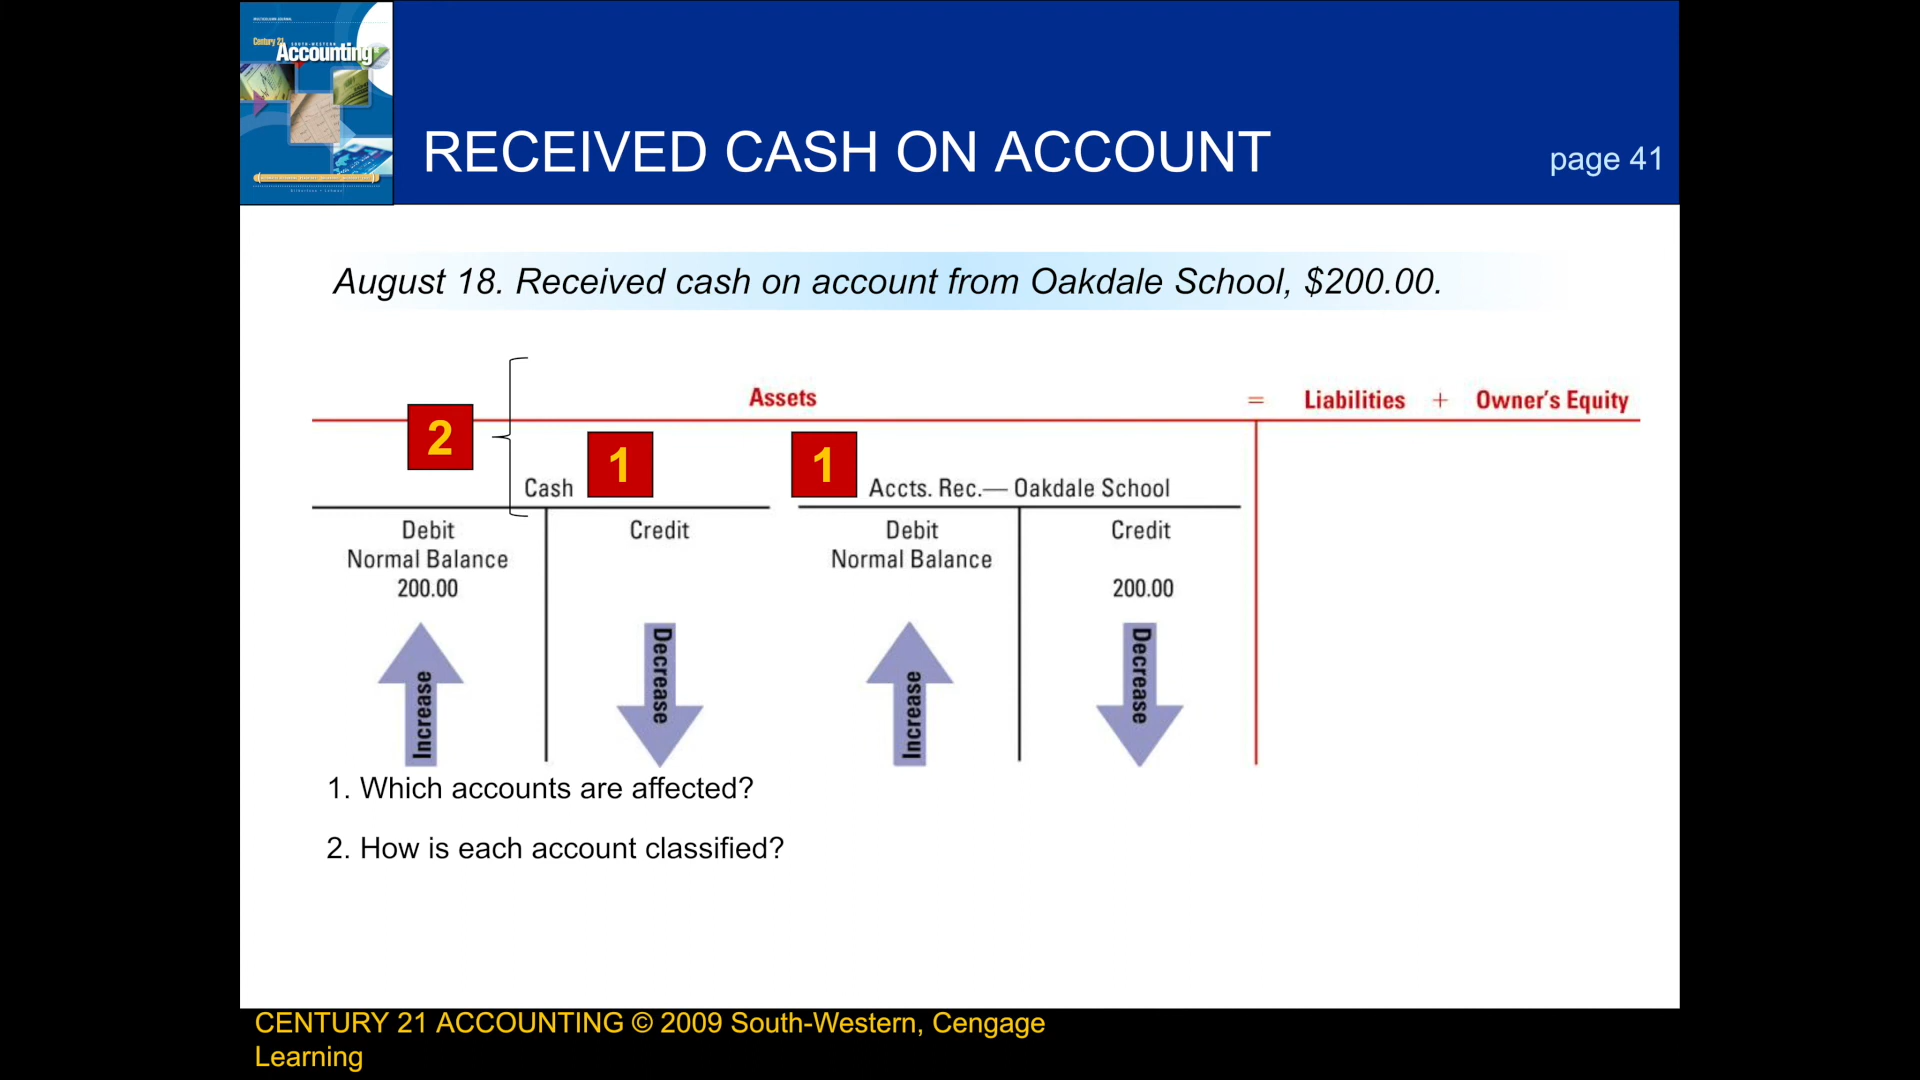 Century 21
SOUTH-WESTERN
Accounting
RECEIVED CASH ON ACCOUNT
page 41
August 18. Received cash on account from Oakdale School, $200.00.
Assets = Liabilities + Owner's Equity
2
1
1
Cash
Accts. Rec.— Oakdale School
Debit Credit Debit Credit
Normal Balance Normal Balance
200.00 200.00
Increase Decrease Increase Decrease
1. Which accounts are affected?
2. How is each account classified?
CENTURY 21 ACCOUNTING © 2009 South-Western, Cengage
Learning